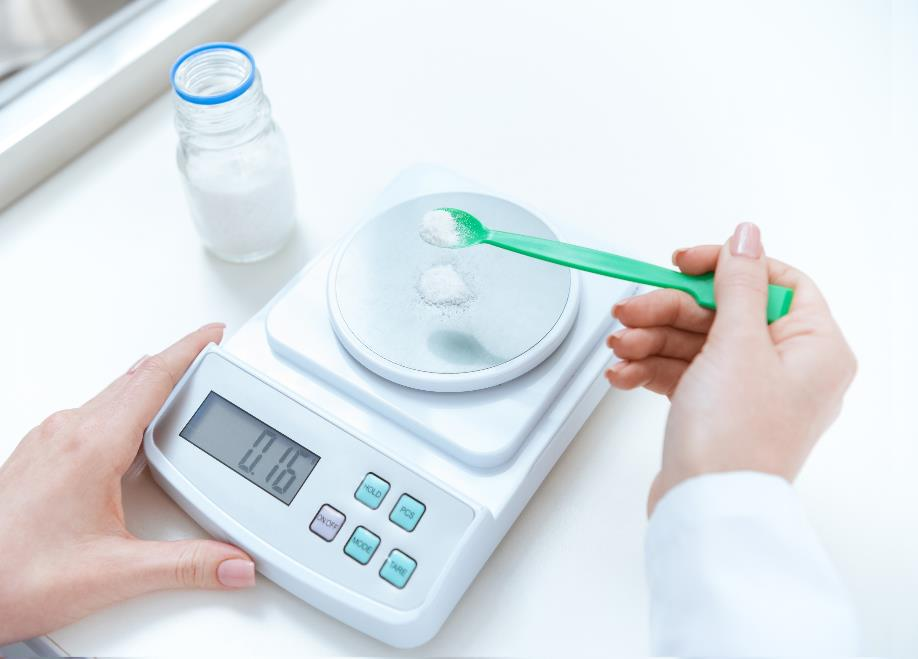 0.16
HOLD
PCS
ON/OFF
MODE
TARE